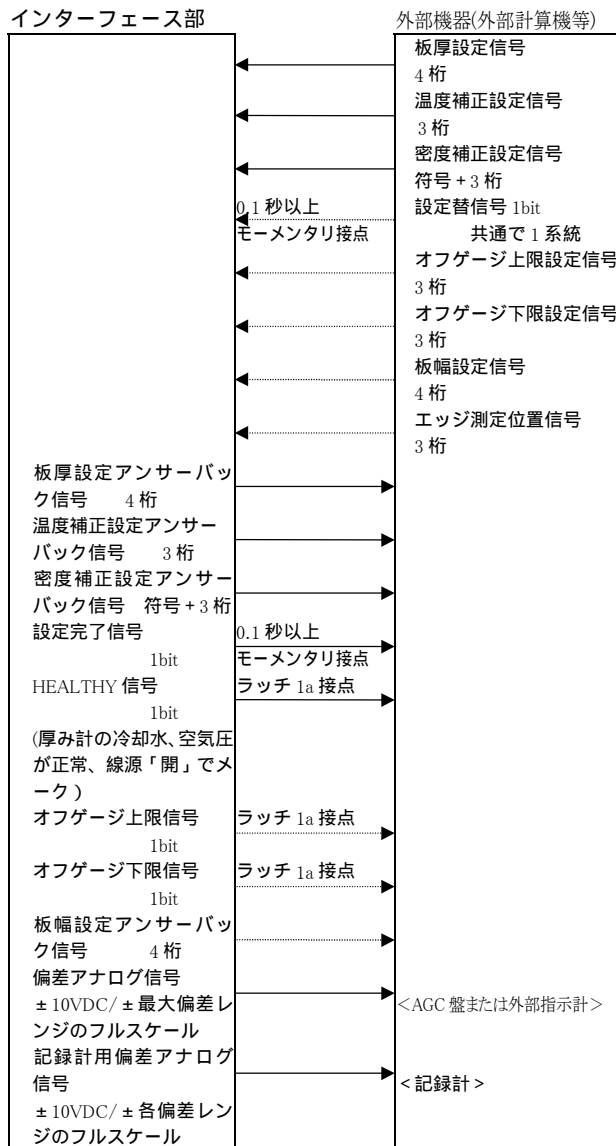 インターフェース部
外部機器(外部計算機等)
板厚設定信号
4 桁
温度補正設定信号
3 桁
密度補正設定信号
符号+3 桁
0.1 秒以上
モーメンタリ接点
設定替信号 1bit
共通で 1 系統
オフゲージ上限設定信号
3 桁
オフゲージ下限設定信号
3 桁
板幅設定信号
4 桁
エッジ測定位置信号
3 桁
板厚設定アンサーバッ
ク信号 4 桁
温度補正設定アンサー
バック信号 3 桁
密度補正設定アンサー
バック信号 符号+3 桁
設定完了信号
1bit
0.1 秒以上
モーメンタリ接点
HEALTHY 信号
1bit
ラッチ 1a 接点
(厚み計の冷却水、空気圧
が正常、線源「開」でメ
ーク)
オフゲージ上限信号
1bit
ラッチ 1a 接点
オフゲージ下限信号
1bit
ラッチ 1a 接点
板幅設定アンサーバッ
ク信号 4 桁
偏差アナログ信号
±10VDC/±最大偏差レ
ンジのフルスケール
<AGC 盤または外部指示計>
記録計用偏差アナログ
信号
±10VDC/±各偏差レン
ジのフルスケール
<記録計>